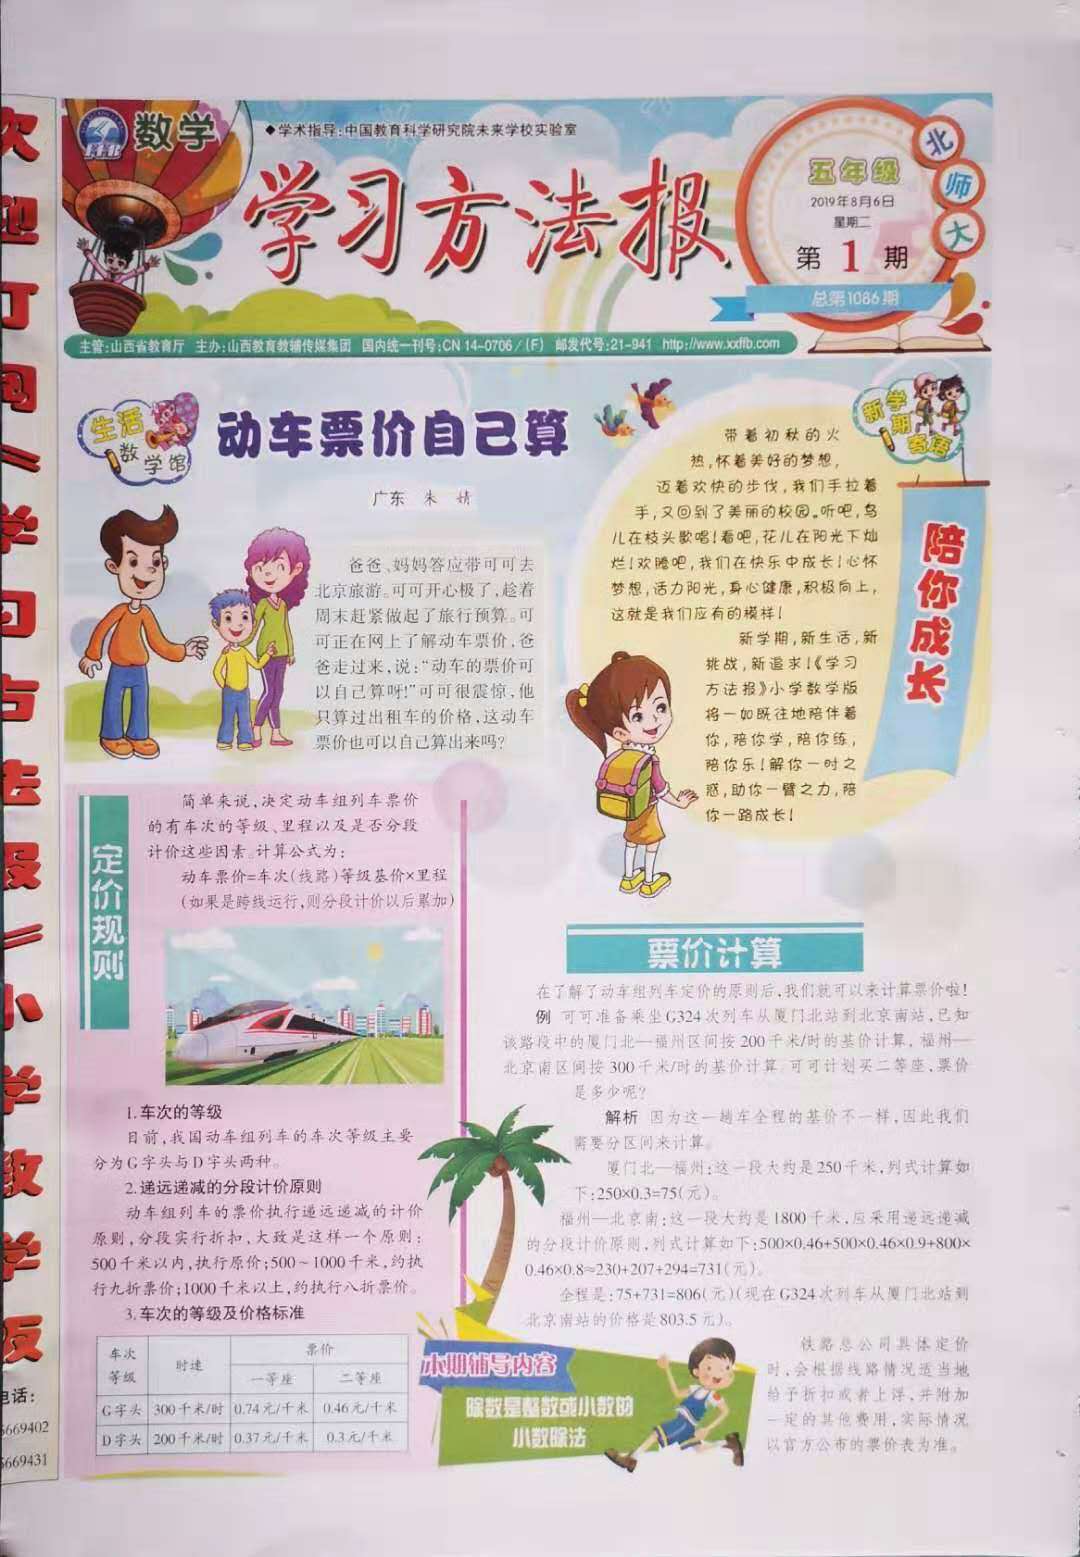 数学
◆学术指导:中国教育科学研究院未来学校实验室
学习方法报
五年级
2019年8月6日
星期二
第1期
总第1086期
北师大
主管:山西省教育厅 主办:山西教育教辅传媒集团 国内统一刊号:CN 14-0706/(F) 邮发代号:21-941 http://www.xxffb.com
欢迎订阅《学习方法报》小学数学版
电话:
5669402
5669431
生活
数学馆
动车票价自己算
广东 朱婧
爸爸、妈妈答应带可可去
北京旅游。可可开心极了,趁着
周末赶紧做起了旅行预算。可
可正在网上了解动车票价,爸
爸走过来,说:“动车的票价可
以自己算呀!”可可很震惊,他
只算过出租车的价格,这动车
票价也可以自己算出来吗?
新学期寄语
陪你成长
带着初秋的火
热,怀着美好的梦想,
迈着欢快的步伐,我们手拉着
手,又回到了美丽的校园。听吧,鸟
儿在枝头歌唱!看吧,花儿在阳光下灿
烂!欢腾吧,我们在快乐中成长!心怀
梦想,活力阳光,身心健康,积极向上,
这就是我们应有的模样!
新学期,新生活,新
挑战,新追求!《学习
方法报》小学数学版
将一如既往地陪伴着
你,陪你学,陪你练,
陪你乐!解你一时之
惑,助你一臂之力,陪
你一路成长!
定价规则
简单来说,决定动车组列车票价
的有车次的等级、里程以及是否分段
计价这些因素。计算公式为:
动车票价=车次(线路)等级基价×里程
(如果是跨线运行,则分段计价以后累加)
1.车次的等级
目前,我国动车组列车的车次等级主要
分为G字头与D字头两种。
2.递远递减的分段计价原则
动车组列车的票价执行递远递减的计价
原则,分段实行折扣,大致是这样一个原则:
500千米以内,执行原价;500～1000千米,约执
行九折票价;1000千米以上,约执行八折票价。
3.车次的等级及价格标准
车次等级 时速 票价
一等座 二等座
G字头 300千米/时 0.74元/千米 0.46元/千米
D字头 200千米/时 0.37元/千米 0.3元/千米
票价计算
在了解了动车组列车定价的原则后,我们就可以来计算票价啦!
例 可可准备乘坐G324次列车从厦门北站到北京南站,已知
该路段中的厦门北—福州区间按200千米/时的基价计算,福州—
北京南区间按300千米/时的基价计算。可可计划买二等座,票价
是多少呢?
解析 因为这一趟车全程的基价不一样,因此我们
需要分区间来计算。
厦门北—福州:这一段大约是250千米,列式计算如
下:250×0.3=75(元)。
福州—北京南:这一段大约是1800千米,应采用递远递减
的分段计价原则,列式计算如下:500×0.46+500×0.46×0.9+800×
0.46×0.8≈230+207+294=731(元)。
全程是:75+731=806(元)(现在G324次列车从厦门北站到
北京南站的价格是803.5元)。
铁路总公司具体定价
时,会根据线路情况适当地
给予折扣或者上浮,并附加
一定的其他费用,实际情况
以官方公布的票价表为准。
本期辅导内容
除数是整数或小数的
小数除法